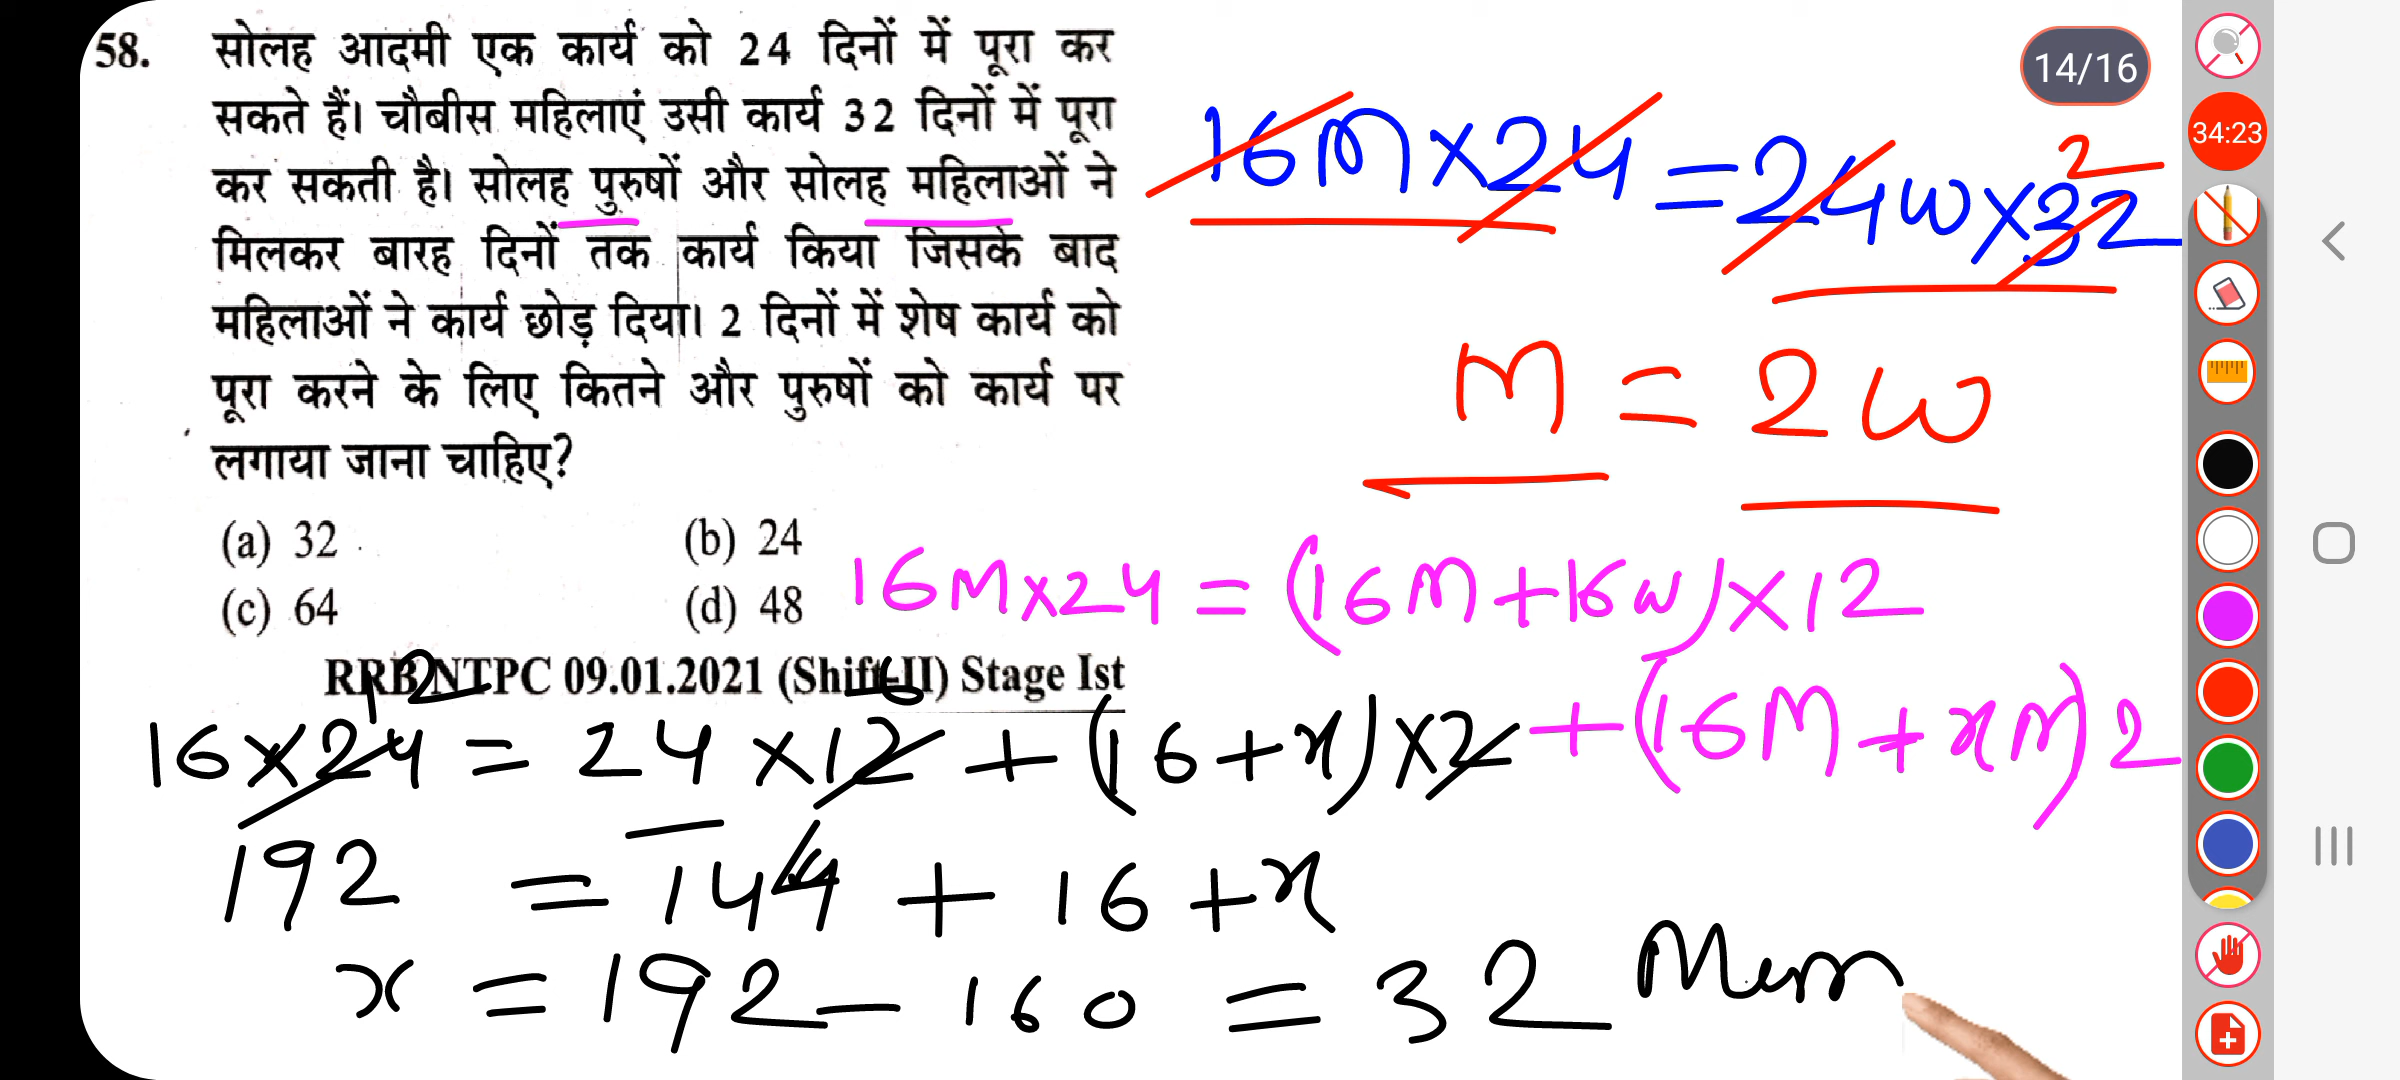 58. सोलह आदमी एक कार्य को 24 दिनों में पूरा कर
सकते हैं। चौबीस महिलाएं उसी कार्य 32 दिनों में पूरा
कर सकती है। सोलह पुरुषों और सोलह महिलाओं ने
मिलकर बारह दिनों तक कार्य किया जिसके बाद
महिलाओं ने कार्य छोड़ दिया। 2 दिनों में शेष कार्य को
पूरा करने के लिए कितने और पुरुषों को कार्य पर
लगाया जाना चाहिए?
(a) 32 (b) 24
(c) 64 (d) 48
RRB NTPC 09.01.2021 (Shift-II) Stage Ist
14/16
34:23
2
16M×24 = 24W×32
M = 2W
16M×24 = (16M+16W)×12
+(16M+xM)2
12 6
16×24 = 24×12+(16+x)×2
192 = 144+16+x
x = 192-160 = 32 Men